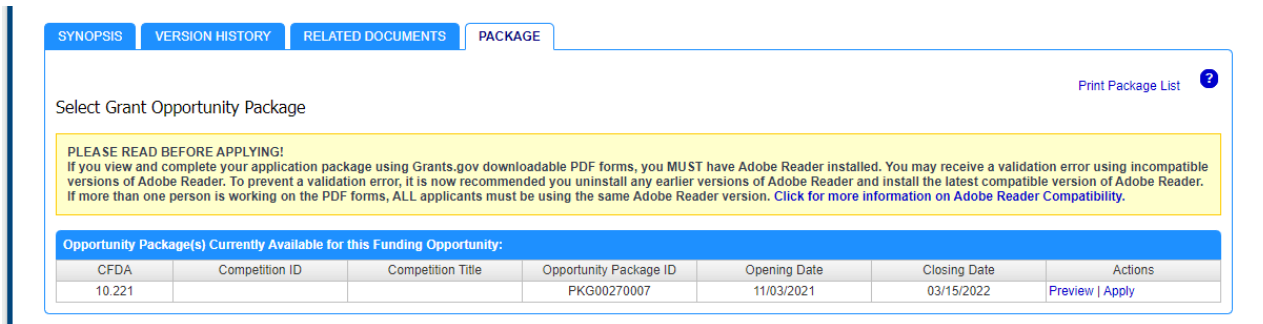 SYNOPSIS VERSION HISTORY RELATED DOCUMENTS PACKAGE
Print Package List ?
Select Grant Opportunity Package
PLEASE READ BEFORE APPLYING!
If you view and complete your application package using Grants.gov downloadable PDF forms, you MUST have Adobe Reader installed. You may receive a validation error using incompatible
versions of Adobe Reader. To prevent a validation error, it is now recommended you uninstall any earlier versions of Adobe Reader and install the latest compatible version of Adobe Reader.
If more than one person is working on the PDF forms, ALL applicants must be using the same Adobe Reader version. Click for more information on Adobe Reader Compatibility.
Opportunity Package(s) Currently Available for this Funding Opportunity:
CFDA Competition ID Competition Title Opportunity Package ID Opening Date Closing Date Actions
10.221 PKG00270007 11/03/2021 03/15/2022 Preview | Apply